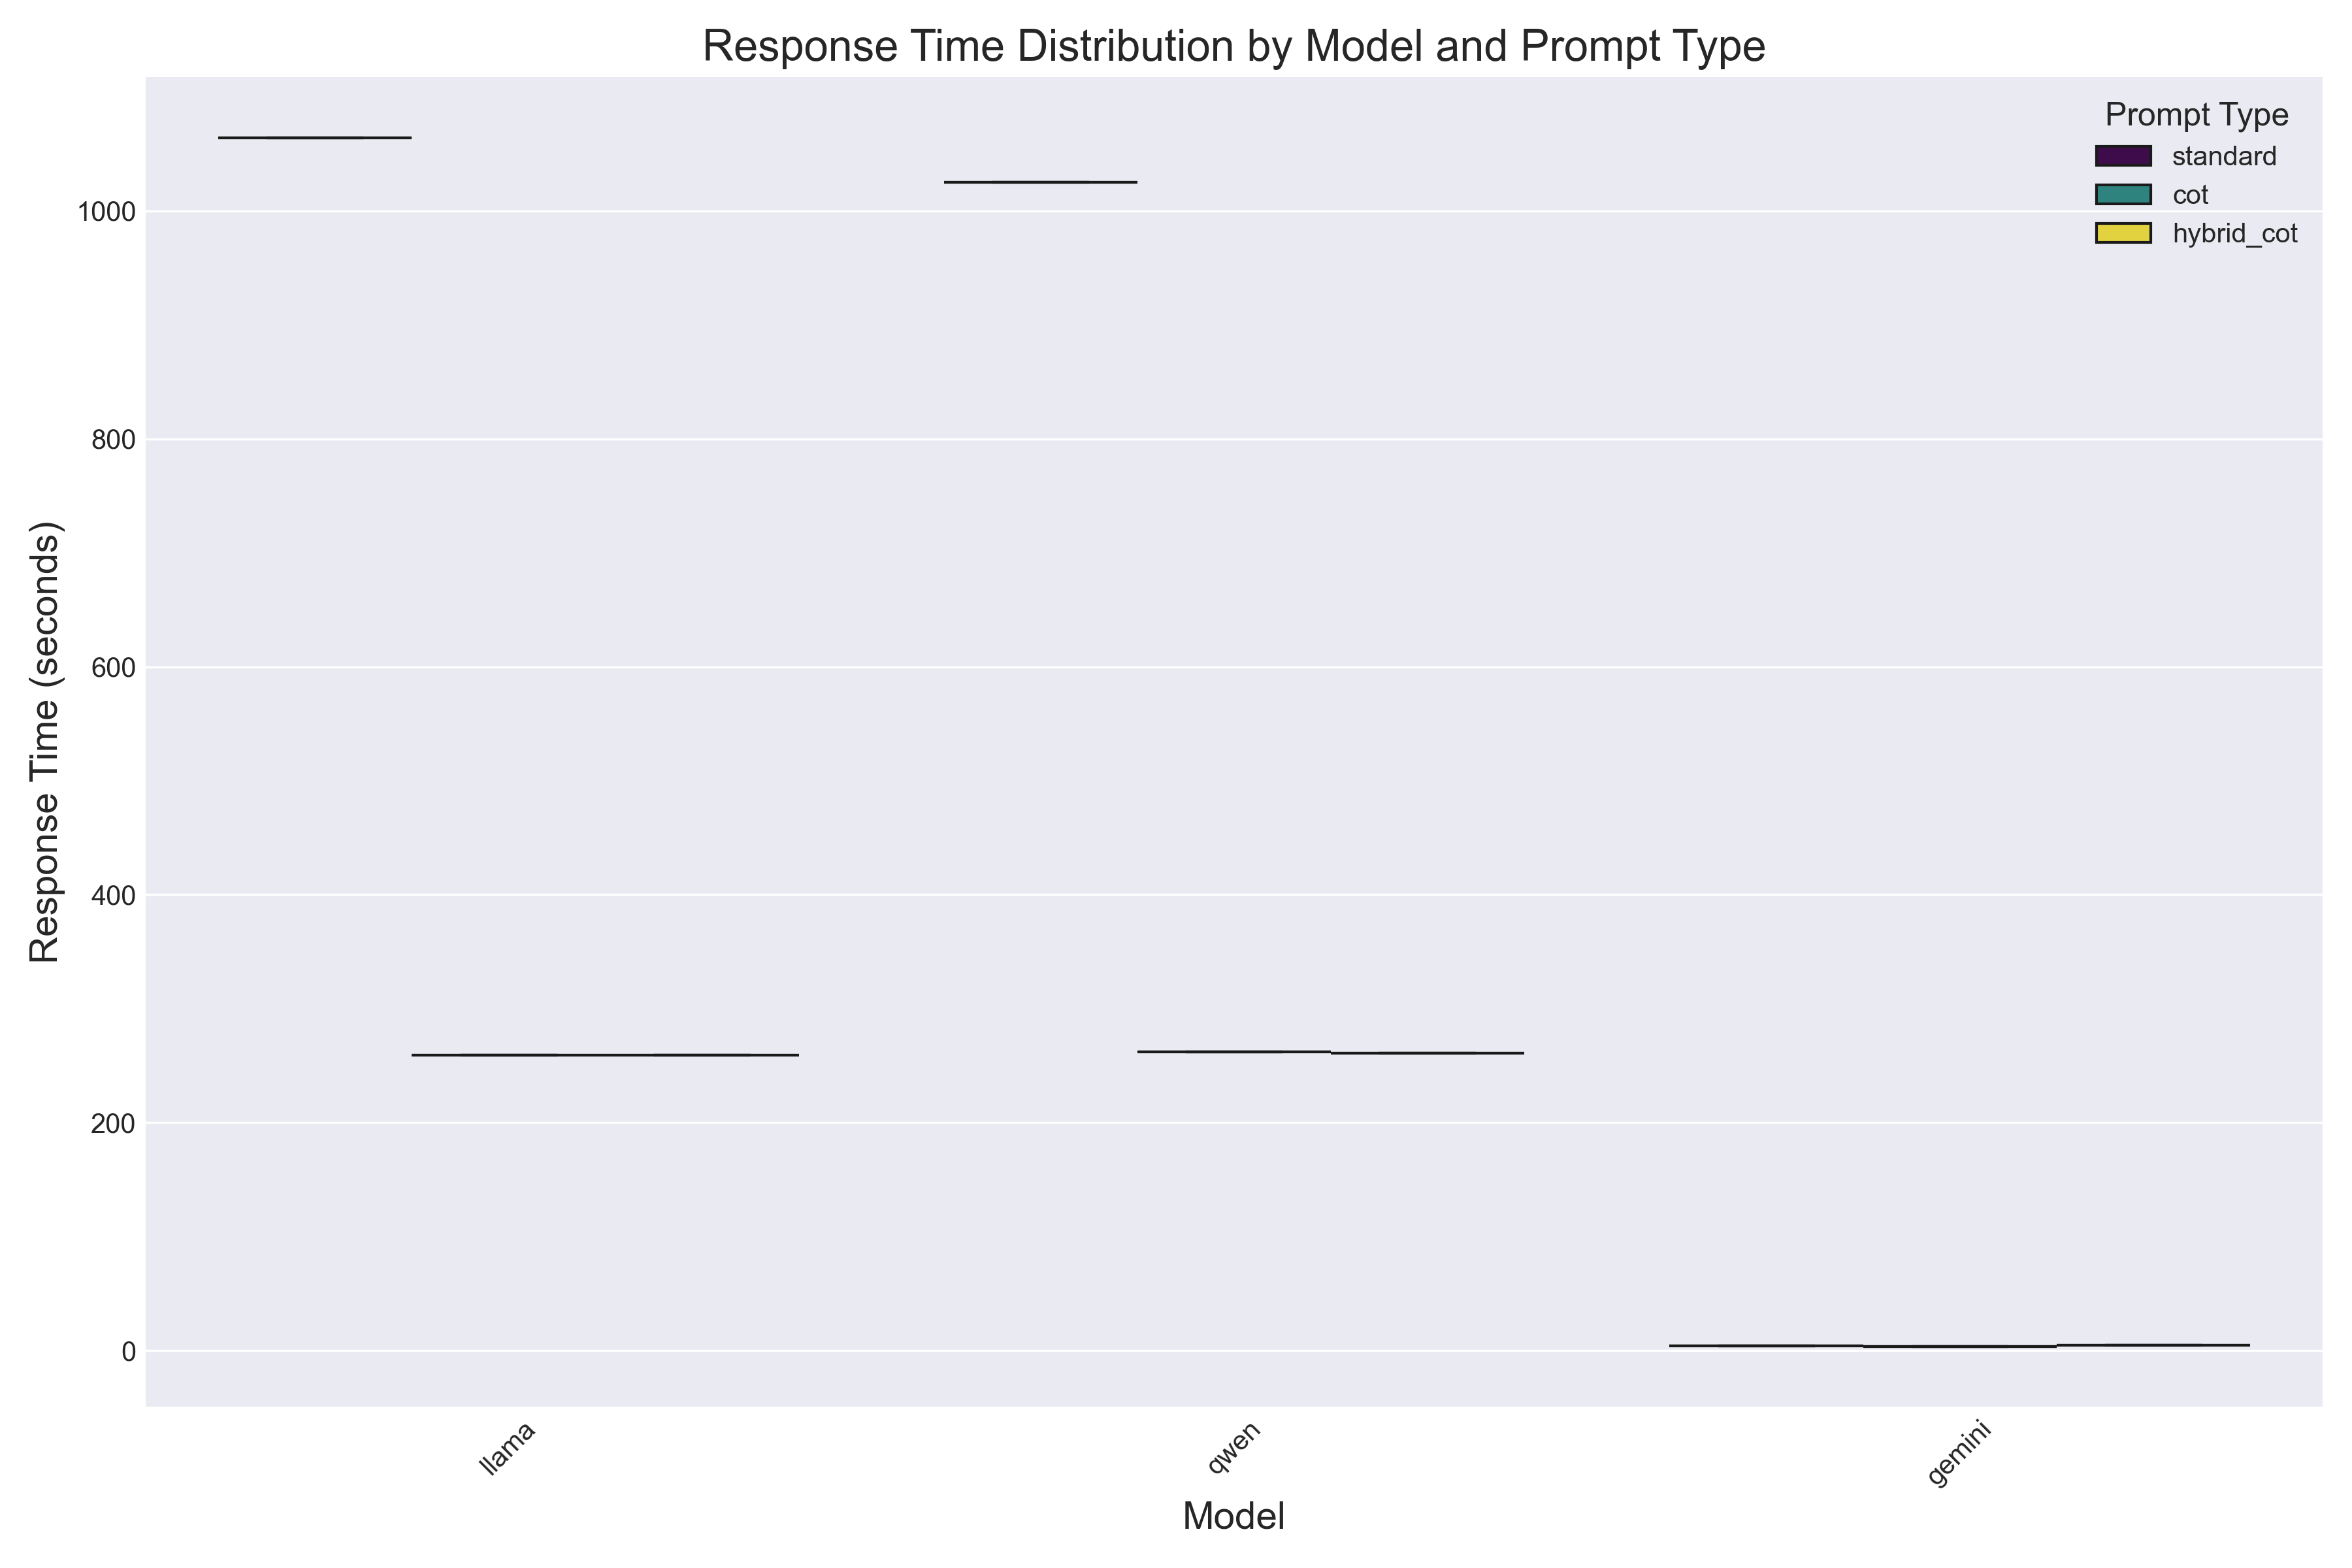 Response Time Distribution by Model and Prompt Type
Prompt Type
standard
cot
hybrid_cot
Response Time (seconds)
1000
800
600
400
200
0
llama
qwen
gemini
Model